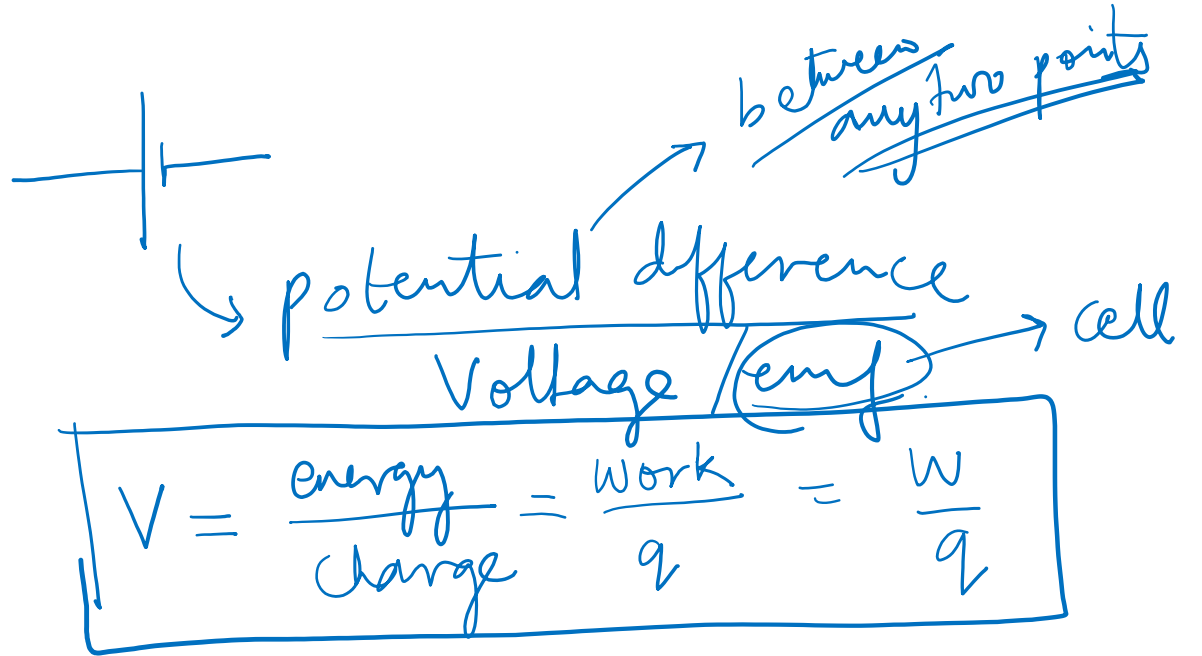 between
any two points
potential difference
Voltage / emf → cell
V = energy / charge = work / q = W / q